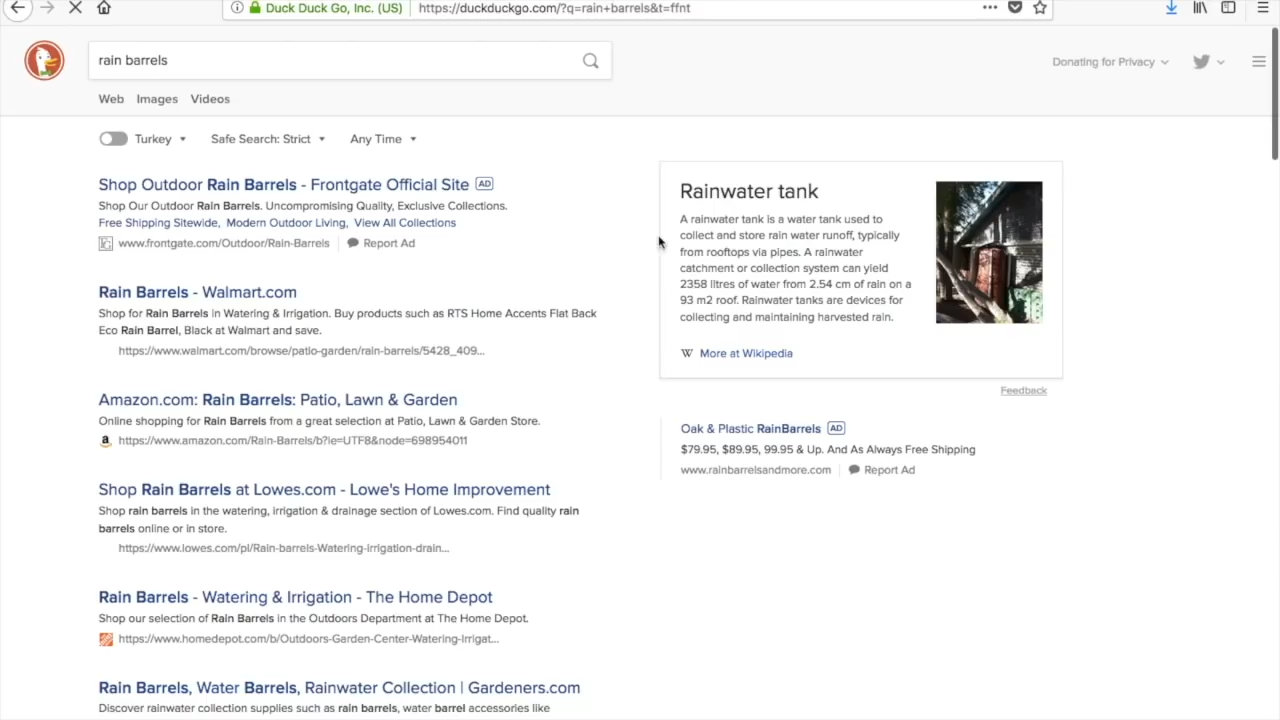 Duck Duck Go, Inc. (US) https://duckduckgo.com/?q=rain+barrels&t=ffnt
rain barrels
Donating for Privacy
Web Images Videos
Turkey Safe Search: Strict Any Time
Shop Outdoor Rain Barrels - Frontgate Official Site AD
Shop Our Outdoor Rain Barrels. Uncompromising Quality, Exclusive Collections.
Free Shipping Sitewide, Modern Outdoor Living, View All Collections
www.frontgate.com/Outdoor/Rain-Barrels Report Ad
Rain Barrels - Walmart.com
Shop for Rain Barrels in Watering & Irrigation. Buy products such as RTS Home Accents Flat Back
Eco Rain Barrel, Black at Walmart and save.
https://www.walmart.com/browse/patio-garden/rain-barrels/5428_409...
Amazon.com: Rain Barrels: Patio, Lawn & Garden
Online shopping for Rain Barrels from a great selection at Patio, Lawn & Garden Store.
https://www.amazon.com/Rain-Barrels/b?ie=UTF8&node=698954011
Shop Rain Barrels at Lowes.com - Lowe's Home Improvement
Shop rain barrels in the watering, irrigation & drainage section of Lowes.com. Find quality rain
barrels online or in store.
https://www.lowes.com/pl/Rain-barrels-Watering-irrigation-drain...
Rain Barrels - Watering & Irrigation - The Home Depot
Shop our selection of Rain Barrels in the Outdoors Department at The Home Depot.
https://www.homedepot.com/b/Outdoors-Garden-Center-Watering-Irrigat...
Rain Barrels, Water Barrels, Rainwater Collection | Gardeners.com
Discover rainwater collection supplies such as rain barrels, water barrel accessories like
Rainwater tank
A rainwater tank is a water tank used to
collect and store rain water runoff, typically
from rooftops via pipes. A rainwater
catchment or collection system can yield
2358 litres of water from 2.54 cm of rain on a
93 m2 roof. Rainwater tanks are devices for
collecting and maintaining harvested rain.
W More at Wikipedia
Feedback
Oak & Plastic RainBarrels AD
$79.95, $89.95, 99.95 & Up. And As Always Free Shipping
www.rainbarrelsandmore.com Report Ad